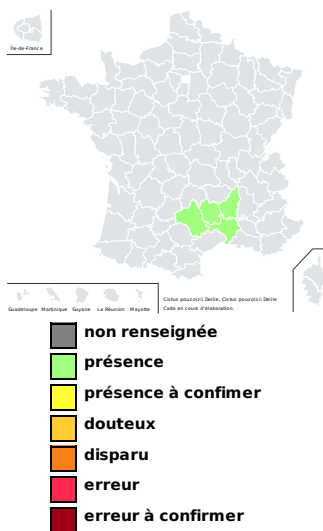 Île-de-France
Guadeloupe Martinique Guyane La Réunion Mayotte
Cistus pouzolzii Delile, Cistus pouzolzii Delile
Carte en cours d'élaboration.
non renseignée
présence
présence à confimer
douteux
disparu
erreur
erreur à confirmer